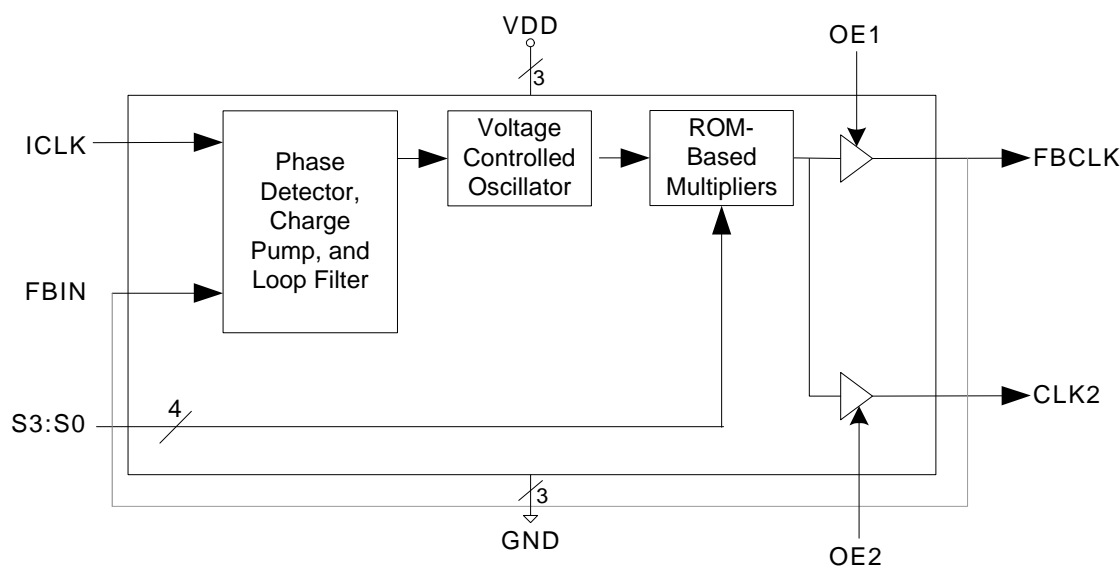 VDD
3
OE1
ICLK
Phase
Detector,
Charge
Pump, and
Loop Filter
Voltage
Controlled
Oscillator
ROM-
Based
Multipliers
FBCLK
FBIN
S3:S0
4
CLK2
3
GND
OE2